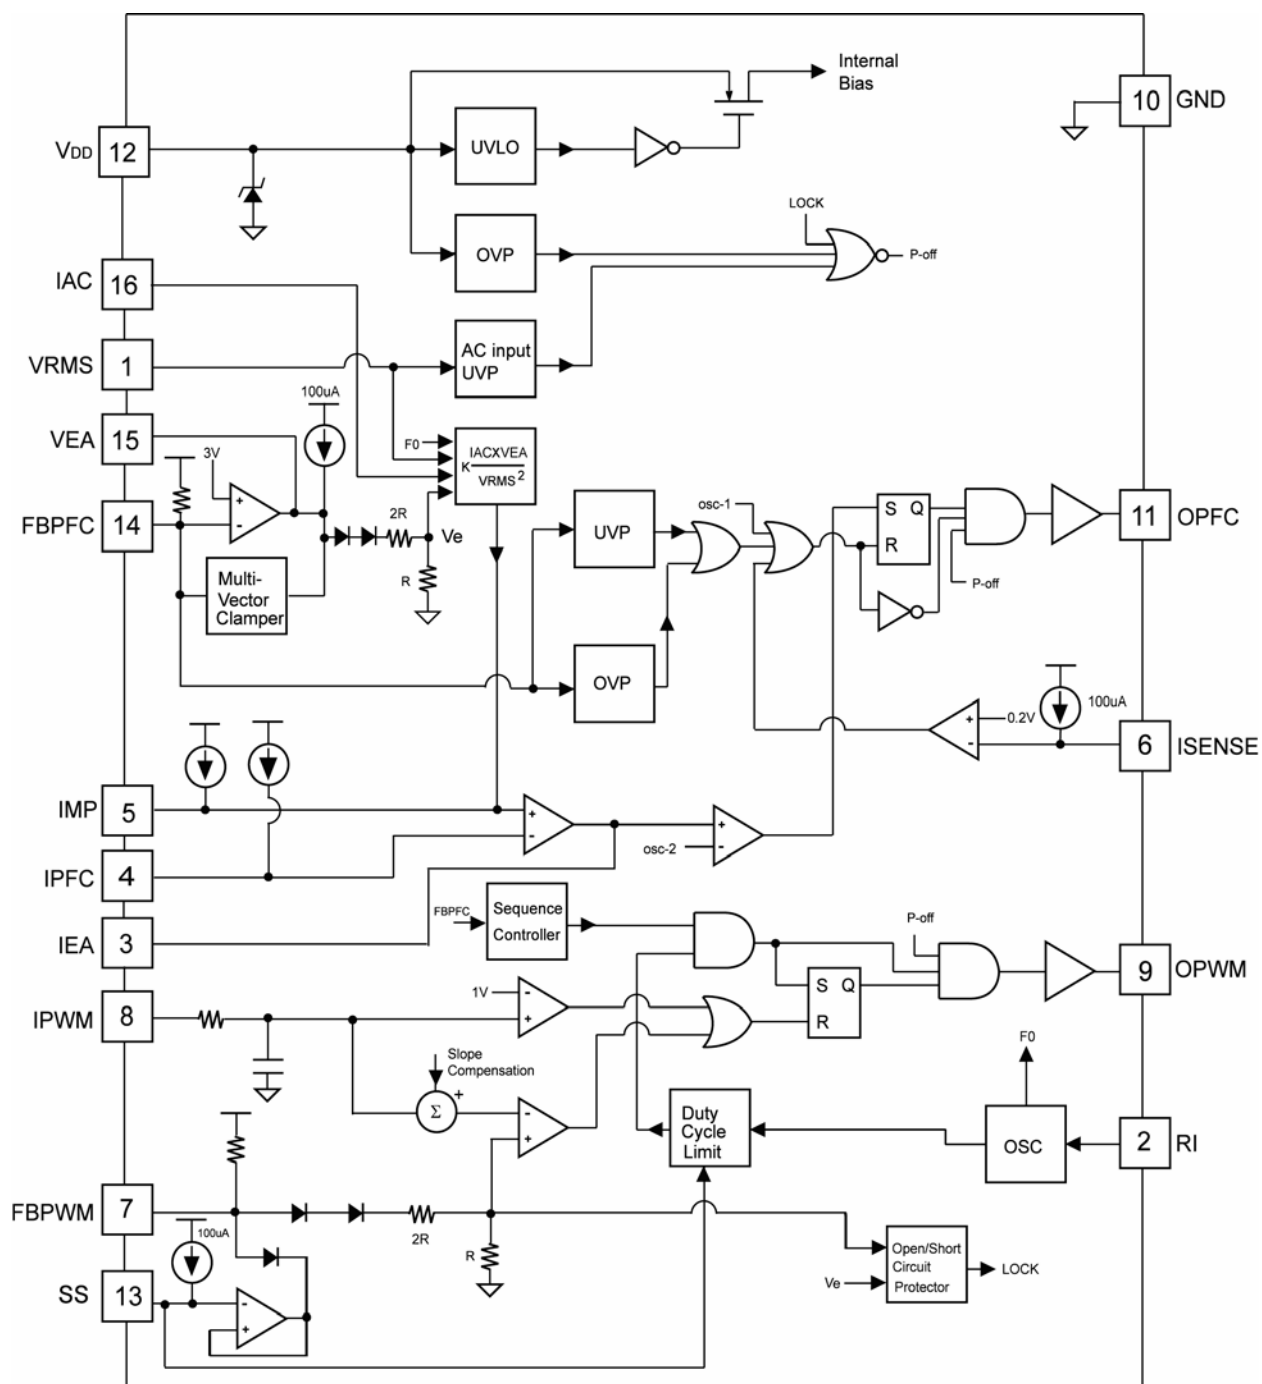 Internal
Bias
10
GND
VDD
12
UVLO
LOCK
OVP
P-off
IAC
16
VRMS
1
AC input
UVP
100uA
VEA
15
3V
F0
K IACXVEA
VRMS 2
FBPFC
14
2R
Ve
R
Multi-
Vector
Clamper
UVP
osc-1
S Q
R
11
OPFC
P-off
OVP
100uA
0.2V
+
-
6
ISENSE
IMP
5
+
-
+
-
osc-2
IPFC
4
FBPFC
Sequence
Controller
P-off
IEA
3
9
OPWM
S Q
R
1V
-
+
IPWM
8
F0
Slope
Compensation
+
Σ
-
+
Duty
Cycle
Limit
OSC
2
RI
FBPWM
7
2R
R
100uA
Open/Short
Circuit
Protector
LOCK
Ve
SS
13
-
+